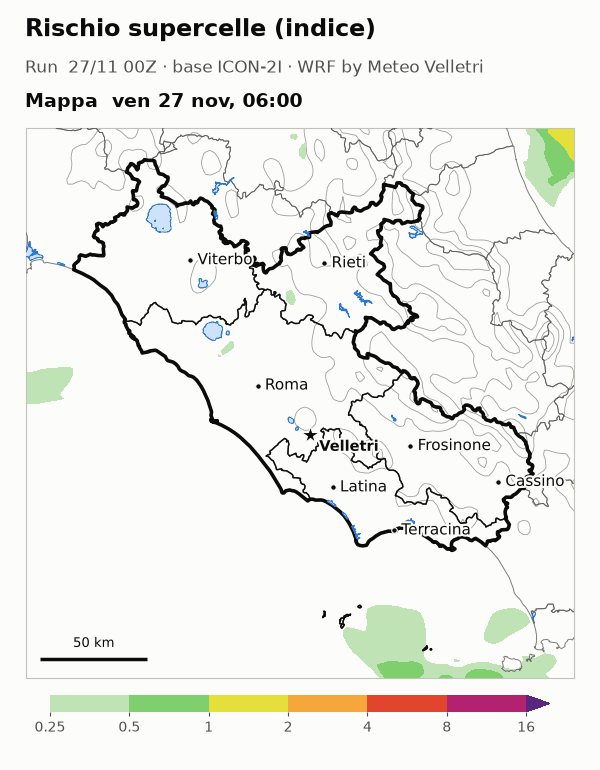 Rischio supercelle (indice)
Run  27/11 00Z · base ICON-2I · WRF by Meteo Velletri
Mappa  ven 27 nov, 06:00
Viterbo
Rieti
Roma
Velletri
Frosinone
Cassino
Latina
Terracina
50 km
0.25
0.5
1
2
4
8
16